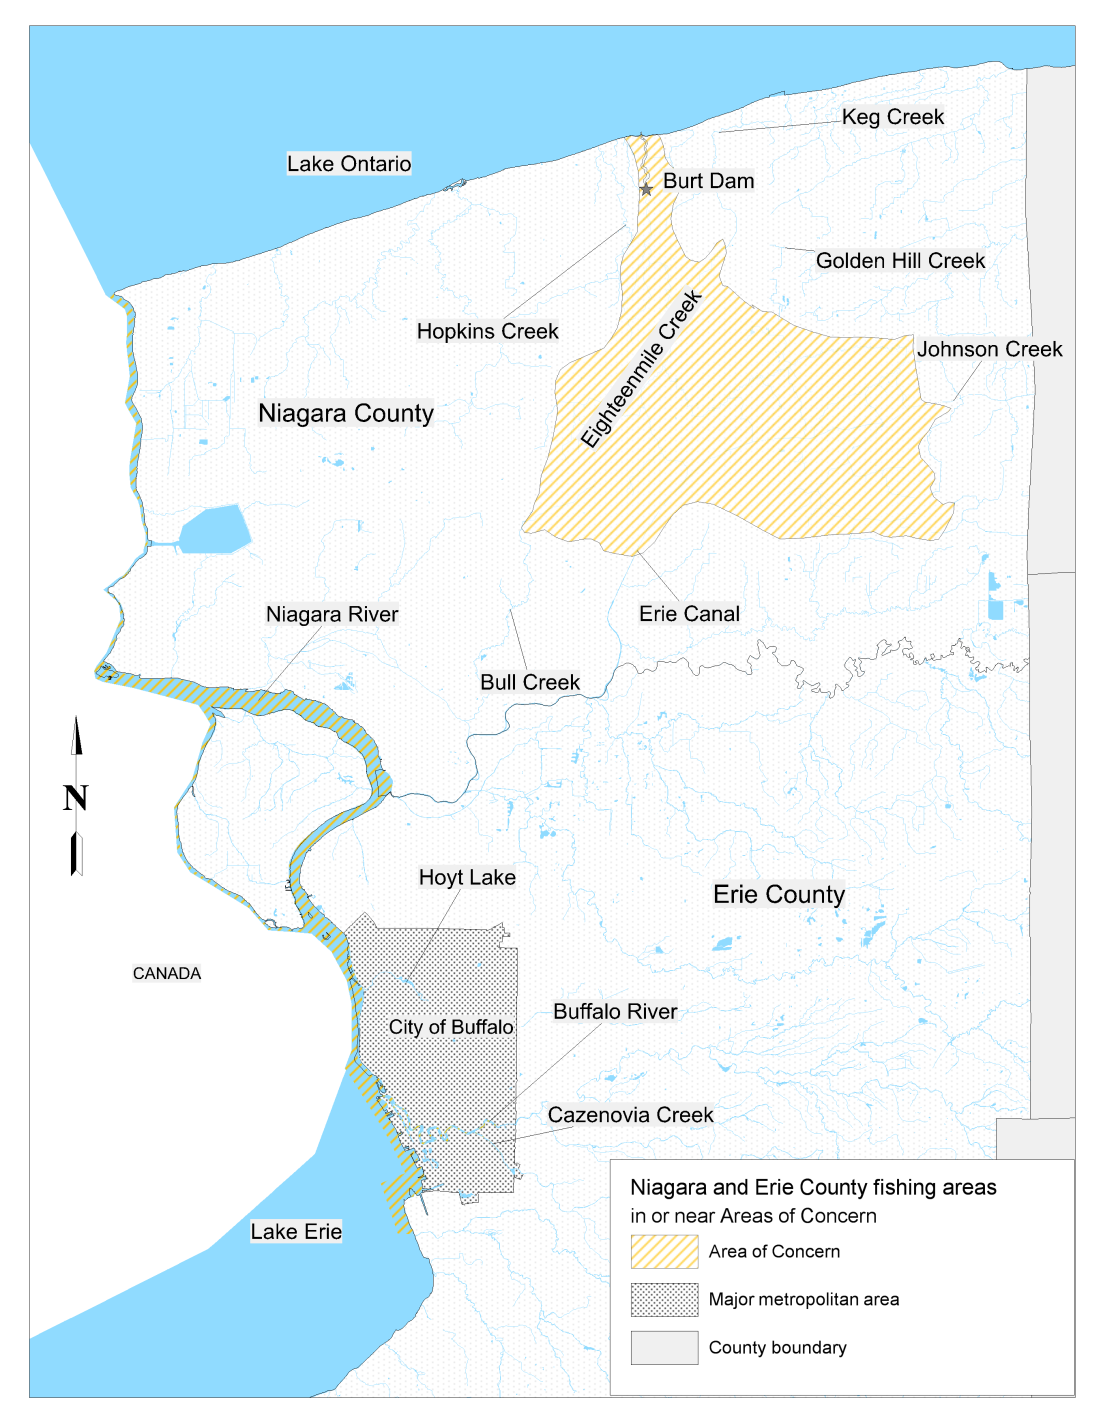 Keg Creek
Lake Ontario
Burt Dam
Golden Hill Creek
Hopkins Creek
Eighteenmile Creek
Johnson Creek
Niagara County
Niagara River
Erie Canal
Bull Creek
N
Hoyt Lake
Erie County
CANADA
Buffalo River
City of Buffalo
Cazenovia Creek
Lake Erie
Niagara and Erie County fishing areas
in or near Areas of Concern
Area of Concern
Major metropolitan area
County boundary